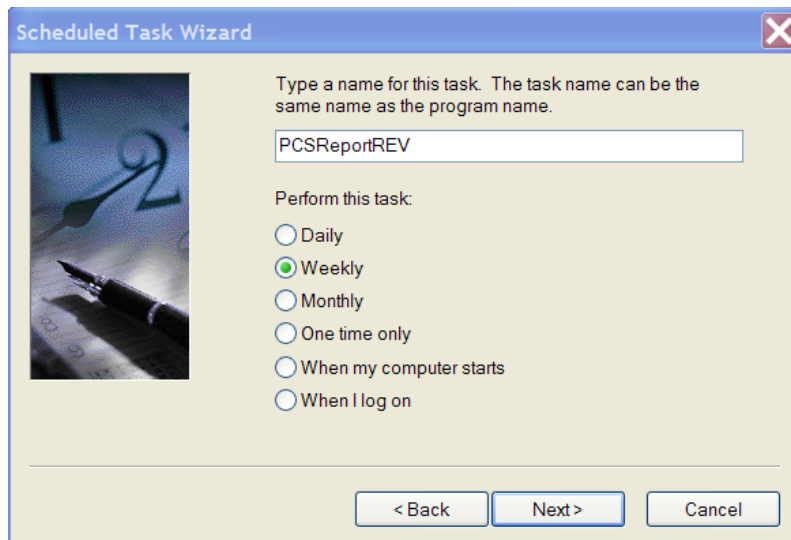 Scheduled Task Wizard
Type a name for this task. The task name can be the
same name as the program name.
PCSReportREV
Perform this task:
Daily
Weekly
Monthly
One time only
When my computer starts
When I log on
< Back
Next >
Cancel